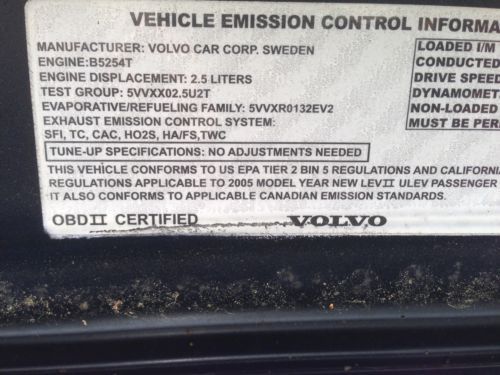 VEHICLE EMISSION CONTROL INFORMA
MANUFACTURER: VOLVO CAR CORP. SWEDEN
ENGINE:B5254T
ENGINE DISPLACEMENT: 2.5 LITERS
TEST GROUP: 5VVXX02.5U2T
EVAPORATIVE/REFUELING FAMILY: 5VVXR0132EV2
EXHAUST EMISSION CONTROL SYSTEM:
SFI, TC, CAC, HO2S, HA/FS,TWC
TUNE-UP SPECIFICATIONS: NO ADJUSTMENTS NEEDED
THIS VEHICLE CONFORMS TO US EPA TIER 2 BIN 5 REGULATIONS AND CALIFORNIA
REGULATIONS APPLICABLE TO 2005 MODEL YEAR NEW LEVII ULEV PASSENGER
IT ALSO CONFORMS TO APPLICABLE CANADIAN EMISSION STANDARDS.
OBDII CERTIFIED VOLVO
LOADED I/M
CONDUCTED
DRIVE SPEED
DYNAMOMET
NON-LOADED
MUST BE PER